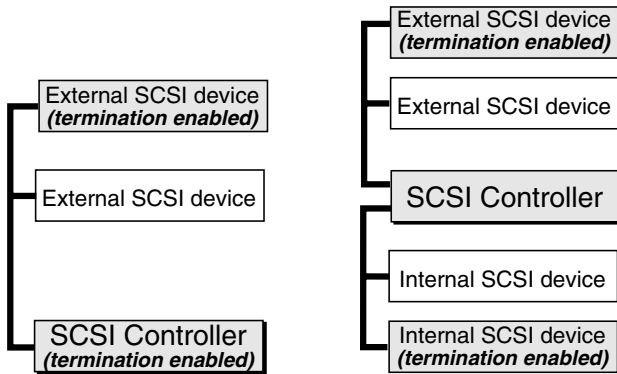 External SCSI device
(termination enabled)
External SCSI device
SCSI Controller
(termination enabled)
External SCSI device
(termination enabled)
External SCSI device
SCSI Controller
Internal SCSI device
Internal SCSI device
(termination enabled)